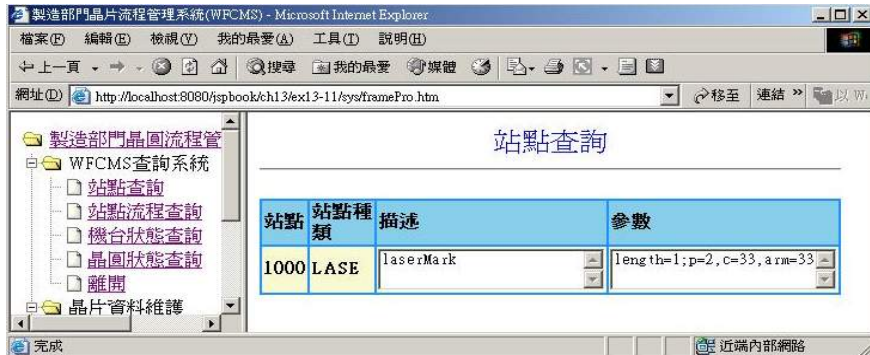 製造部門晶片流程管理系統(WFCMS) - Microsoft Internet Explorer
檔案(F) 編輯(E) 檢視(V) 我的最愛(A) 工具(T) 說明(H)
上一頁 搜尋 我的最愛 媒體
網址(D) http://localhost:8080/jspbook/ch13/ex13-11/sys/framePro.htm 移至 連結 »
製造部門晶圓流程管
WFCMS查詢系統
站點查詢
站點流程查詢
機台狀態查詢
晶圓狀態查詢
離開
晶片資料維護
站點查詢
站點 站點種類 描述 參數
1000 LASE laserMark length=1;p=2,c=33,arm=33
完成 近端內部網路